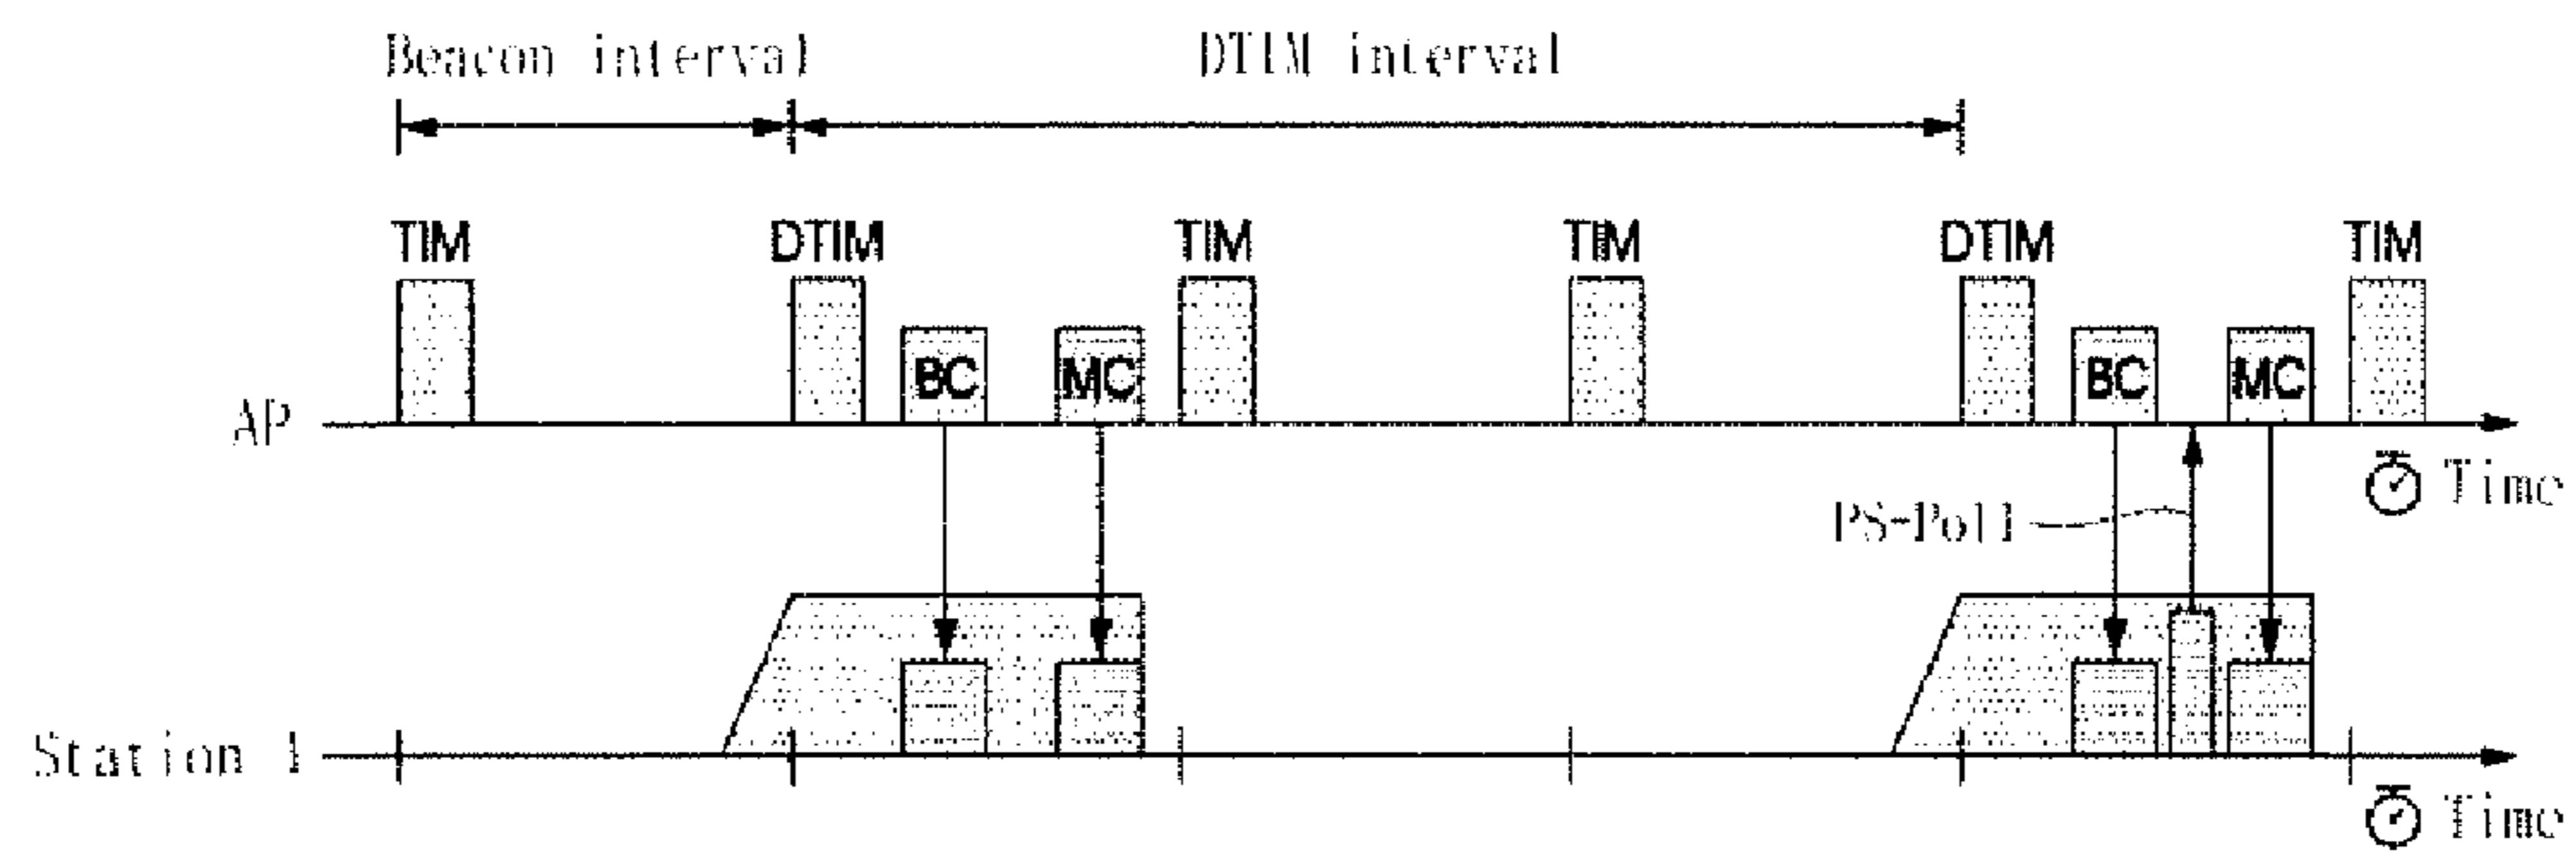 Beacon interval DTIM interval
TIM DTIM TIM TIM DTIM TIM
BC MC BC MC
AP
Time
PS-Poll
Station 1
Time